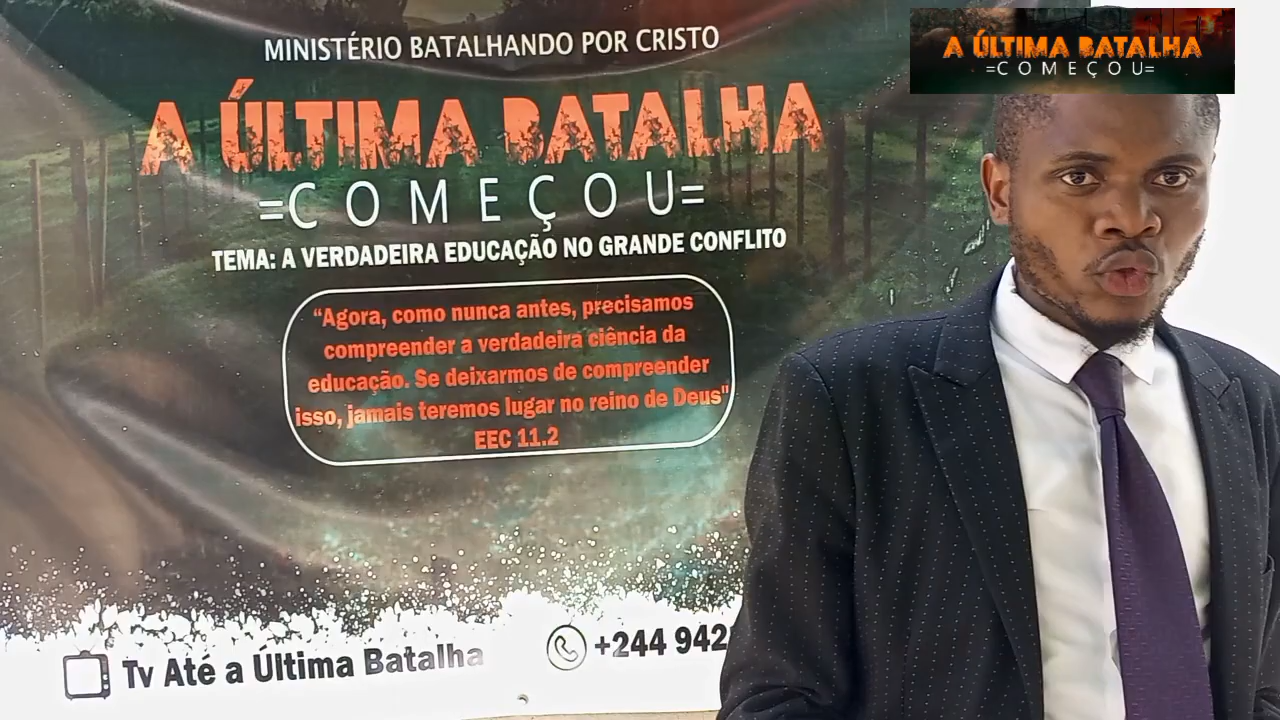 MINISTÉRIO BATALHANDO POR CRISTO
A ÚLTIMA BATALHA
=COMEÇOU=
TEMA: A VERDADEIRA EDUCAÇÃO NO GRANDE CONFLITO
“Agora, como nunca antes, precisamos
compreender a verdadeira ciência da
educação. Se deixarmos de compreender
isso, jamais teremos lugar no reino de Deus"
EEC 11.2
Tv Até a Última Batalha
+244 942
A ÚLTIMA BATALHA
=COMEÇOU=